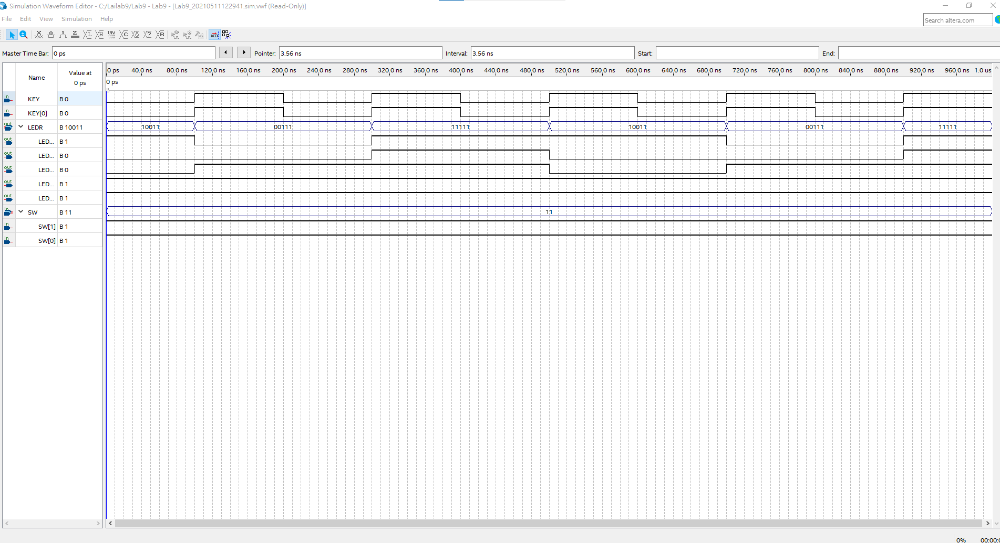 Simulation Waveform Editor - C:/Lailab9/Lab9 - Lab9 - [Lab9_20210511122941.sim.vwf (Read-Only)]
File Edit View Simulation Help
Search altera.com
Master Time Bar: 0 ps Pointer: 3.56 ns Interval: 3.56 ns Start: End:
Name Value at 0 ps
0 ps 40.0 ns 80.0 ns 120.0 ns 160.0 ns 200.0 ns 240.0 ns 280.0 ns 320.0 ns 360.0 ns 400.0 ns 440.0 ns 480.0 ns 520.0 ns 560.0 ns 600.0 ns 640.0 ns 680.0 ns 720.0 ns 760.0 ns 800.0 ns 840.0 ns 880.0 ns 920.0 ns 960.0 ns 1.0 us
0 ps
in KEY B 0
in KEY[0] B 0
out LEDR B 10011 10011 00111 11111 10011 00111 11111
out LED... B 1
out LED... B 0
out LED... B 0
out LED... B 1
out LED... B 1
in SW B 11 11
in SW[1] B 1
in SW[0] B 1
0% 00:00:0